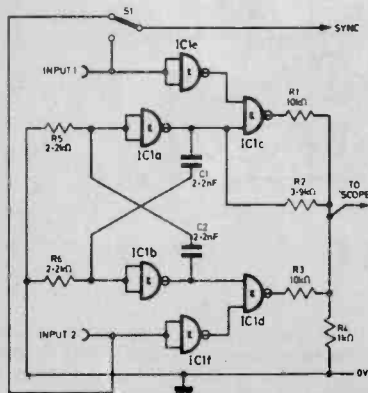 S1
SYNC
IC1e
INPUT 1
R1
10kΩ
R5
2·2kΩ
IC1a
IC1c
C1
2·2nF
R2
3·9kΩ
TO
'SCOPE
C2
2·2nF
R6
2·2kΩ
IC1b
R3
10kΩ
IC1d
R4
1kΩ
INPUT 2
IC1f
0V